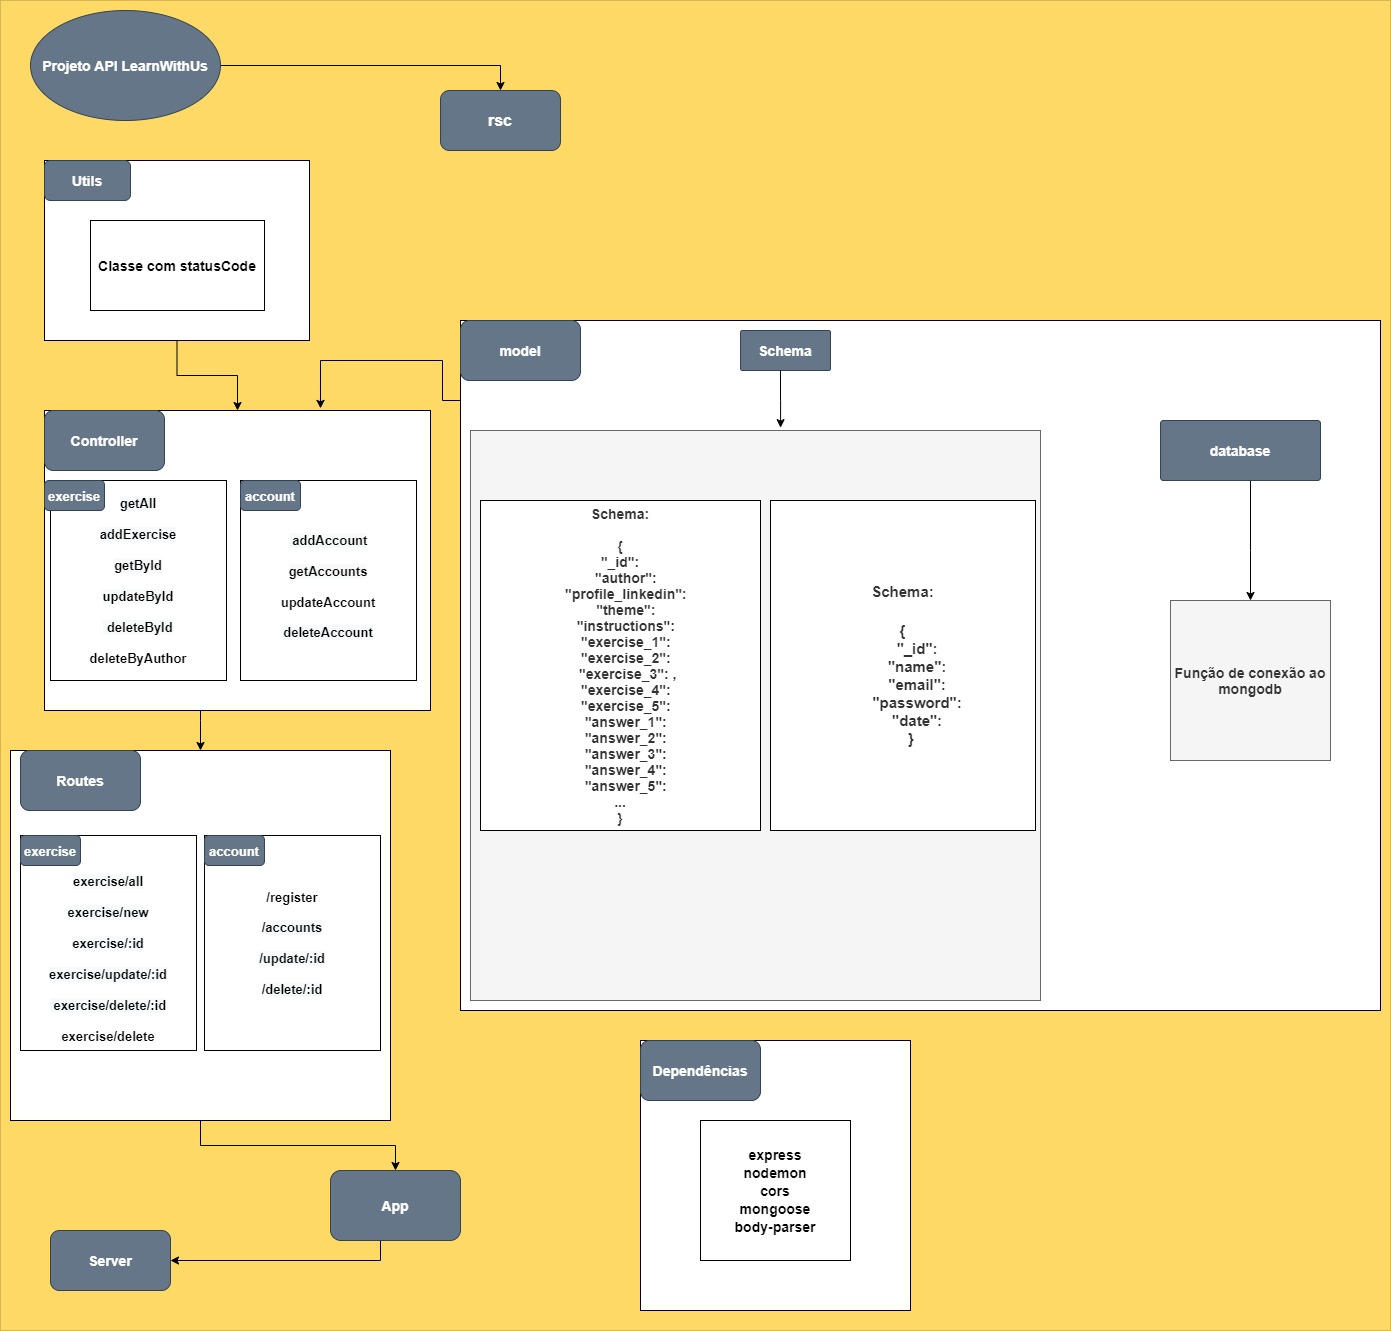 Projeto API LearnWithUs
rsc
Utils
Classe com statusCode
model
Schema
database
Controller
exercise
getAll
addExercise
getById
updateById
deleteById
deleteByAuthor
account
addAccount
getAccounts
updateAccount
deleteAccount
Schema:
{
"_id":
"author":
"profile_linkedin":
"theme":
"instructions":
"exercise_1":
"exercise_2":
"exercise_3": ,
"exercise_4":
"exercise_5":
"answer_1":
"answer_2":
"answer_3":
"answer_4":
"answer_5":
...
}
Schema:
{
"_id":
"name":
"email":
"password":
"date":
}
Função de conexão ao
mongodb
Routes
exercise
exercise/all
exercise/new
exercise/:id
exercise/update/:id
exercise/delete/:id
exercise/delete
account
/register
/accounts
/update/:id
/delete/:id
Dependências
express
nodemon
cors
mongoose
body-parser
App
Server